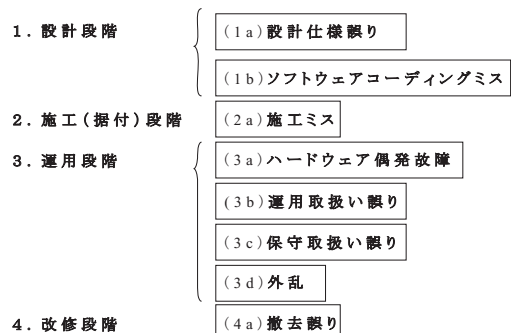 1. 設計段階 (1a)設計仕様誤り
(1b)ソフトウェアコーディングミス
2. 施工(据付)段階 (2a)施工ミス
3. 運用段階 (3a)ハードウェア偶発故障
(3b)運用取扱い誤り
(3c)保守取扱い誤り
(3d)外乱
4. 改修段階 (4a)撤去誤り